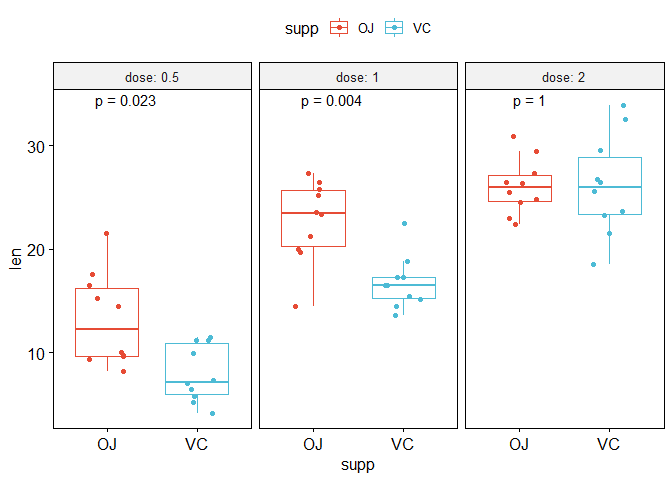 supp OJ VC
dose: 0.5 dose: 1 dose: 2
p = 0.023 p = 0.004 p = 1
30
20
10
len
OJ VC OJ VC OJ VC
supp